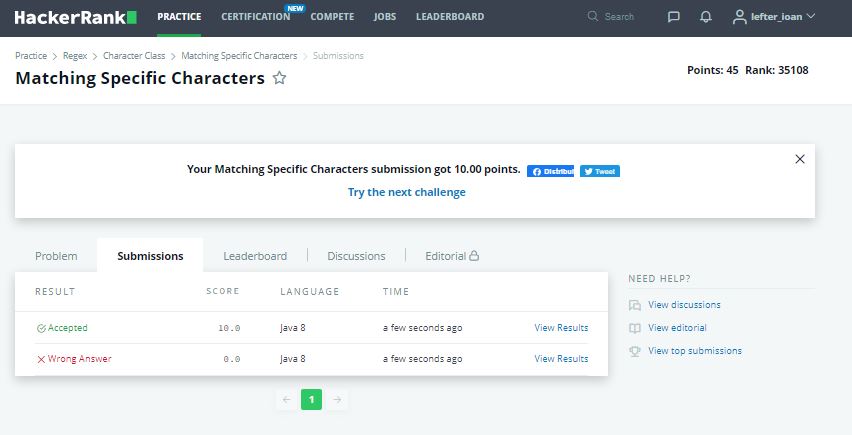 HackerRank PRACTICE CERTIFICATION NEW COMPETE JOBS LEADERBOARD Search lefter_ioan
Practice > Regex > Character Class > Matching Specific Characters > Submissions
Matching Specific Characters
Points: 45 Rank: 35108
Your Matching Specific Characters submission got 10.00 points. Distribui Tweet
Try the next challenge
Problem Submissions Leaderboard Discussions Editorial
RESULT SCORE LANGUAGE TIME
Accepted 10.0 Java 8 a few seconds ago View Results
Wrong Answer 0.0 Java 8 a few seconds ago View Results
1
NEED HELP?
View discussions
View editorial
View top submissions